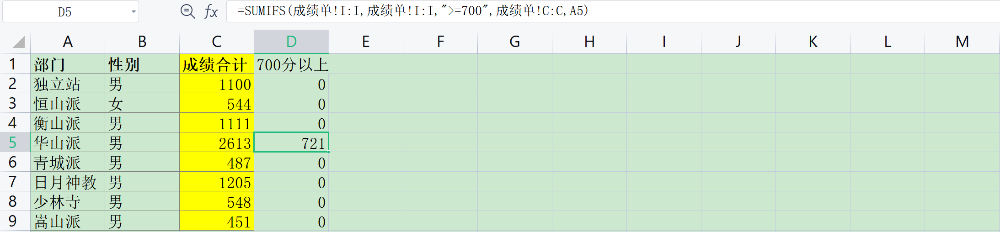 D5 fx =SUMIFS(成绩单!I:I,成绩单!I:I,">=700",成绩单!C:C,A5)
A B C D E F G H I J K L M
1 部门 性别 成绩合计 700分以上
2 独立站 男 1100 0
3 恒山派 女 544 0
4 衡山派 男 1111 0
5 华山派 男 2613 721
6 青城派 男 487 0
7 日月神教 男 1205 0
8 少林寺 男 548 0
9 嵩山派 男 451 0